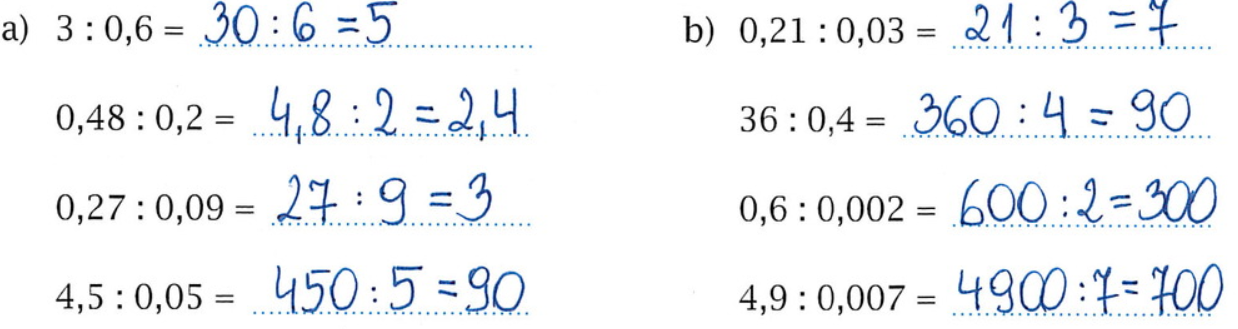 a) 3 : 0,6 = 30 : 6 = 5
0,48 : 0,2 = 4,8 : 2 = 2,4
0,27 : 0,09 = 27 : 9 = 3
4,5 : 0,05 = 450 : 5 = 90
b) 0,21 : 0,03 = 21 : 3 = 7
36 : 0,4 = 360 : 4 = 90
0,6 : 0,002 = 600 : 2 = 300
4,9 : 0,007 = 4900 : 7 = 700